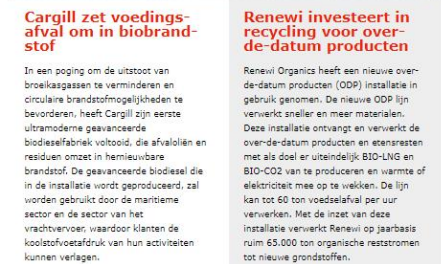 Cargill zet voedings-
afval om in biobrand-
stof
In een poging om de uitstoot van
broeikasgassen te verminderen en
circulaire brandstofmogelijkheden te
bevorderen, heeft Cargill zijn eerste
ultramoderne geavanceerde
biodieselfabriek voltooid, die afvaloliën en
residuen omzet in hernieuwbare
brandstof. De geavanceerde biodiesel die
in de installatie wordt geproduceerd, zal
worden gebruikt door de maritieme
sector en de sector van het
vrachtvervoer, waardoor klanten de
koolstofvoetafdruk van hun activiteiten
kunnen verlagen.
Renewi investeert in
recycling voor over-
de-datum producten
Renewi Organics heeft een nieuwe over-
de-datum producten (ODP) installatie in
gebruik genomen. De nieuwe ODP lijn
verwerkt sneller en meer materialen.
Deze installatie ontvangt en verwerkt de
over-de-datum producten en etensresten
met als doel er uiteindelijk BIO-LNG en
BIO-CO2 van te produceren en warmte of
elektriciteit mee op te wekken. De lijn
kan tot 60 ton voedselafval per uur
verwerken. Met de inzet van deze
installatie verwerkt Renewi op jaarbasis
ruim 65.000 ton organische reststromen
tot nieuwe grondstoffen.